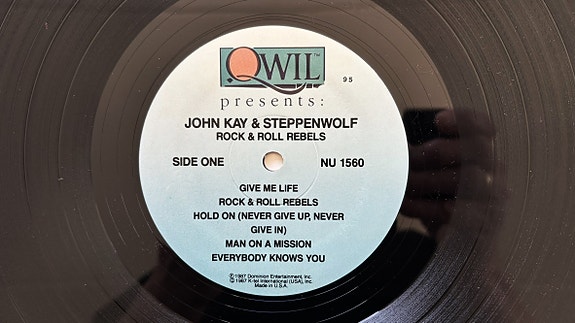 QWIL™
95
presents:
JOHN KAY & STEPPENWOLF
ROCK & ROLL REBELS
SIDE ONE NU 1560
GIVE ME LIFE
ROCK & ROLL REBELS
HOLD ON (NEVER GIVE UP, NEVER
GIVE IN)
MAN ON A MISSION
EVERYBODY KNOWS YOU
℗ 1987 Dominion Entertainment, Inc.
© 1987 K-tel International (USA), Inc.
Made in U.S.A.